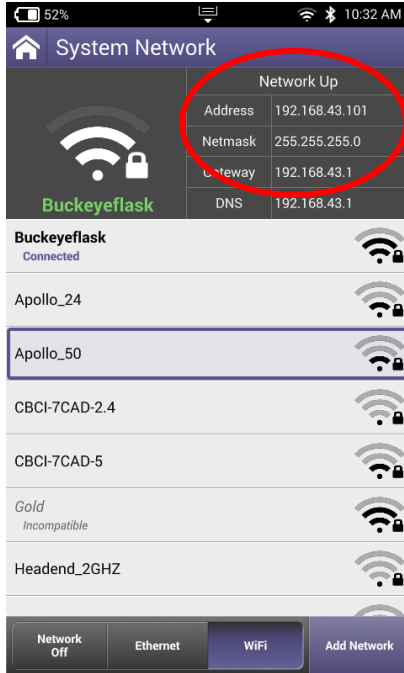 52% 10:32 AM
System Network
Network Up
Address 192.168.43.101
Netmask 255.255.255.0
Gateway 192.168.43.1
DNS 192.168.43.1
Buckeyeflask
Buckeyeflask
Connected
Apollo_24
Apollo_50
CBCI-7CAD-2.4
CBCI-7CAD-5
Gold
Incompatible
Headend_2GHZ
Network
Off
Ethernet
WiFi
Add Network